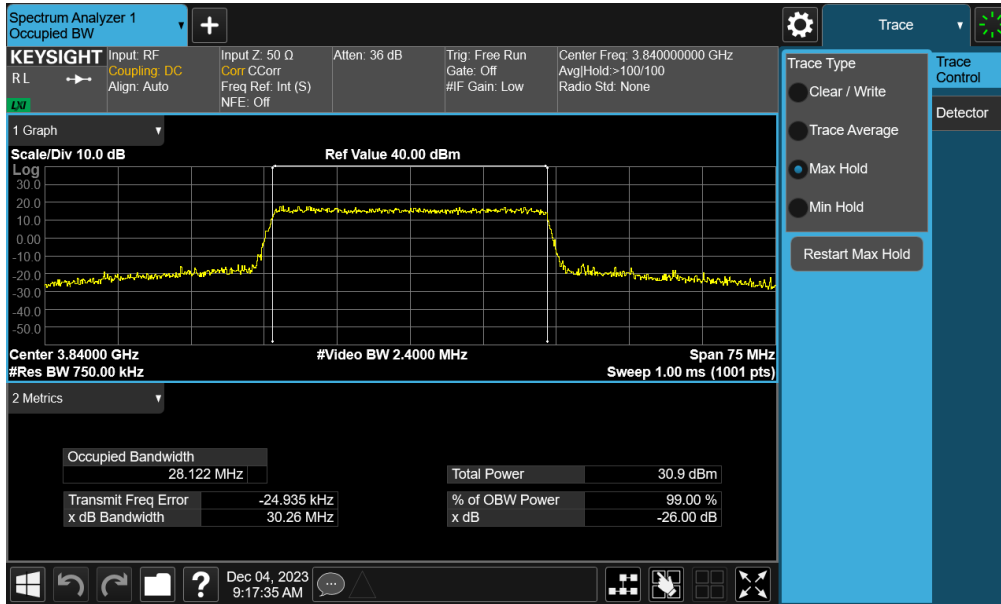 Spectrum Analyzer 1
Occupied BW
Trace
KEYSIGHT
R L
LXI
Input: RF
Coupling: DC
Align: Auto
Input Z: 50 Ω
Corr CCorr
Freq Ref: Int (S)
NFE: Off
Atten: 36 dB
Trig: Free Run
Gate: Off
#IF Gain: Low
Center Freq: 3.840000000 GHz
Avg|Hold:>100/100
Radio Std: None
Trace Type
Clear / Write
Trace Average
Max Hold
Min Hold
Restart Max Hold
Trace
Control
Detector
1 Graph
Scale/Div 10.0 dB
Ref Value 40.00 dBm
Log
30.0
20.0
10.0
0.00
-10.0
-20.0
-30.0
-40.0
-50.0
Center 3.84000 GHz
#Video BW 2.4000 MHz
Span 75 MHz
#Res BW 750.00 kHz
Sweep 1.00 ms (1001 pts)
2 Metrics
Occupied Bandwidth
28.122 MHz
Total Power 30.9 dBm
Transmit Freq Error -24.935 kHz
% of OBW Power 99.00 %
x dB Bandwidth 30.26 MHz
x dB -26.00 dB
?
Dec 04, 2023
9:17:35 AM